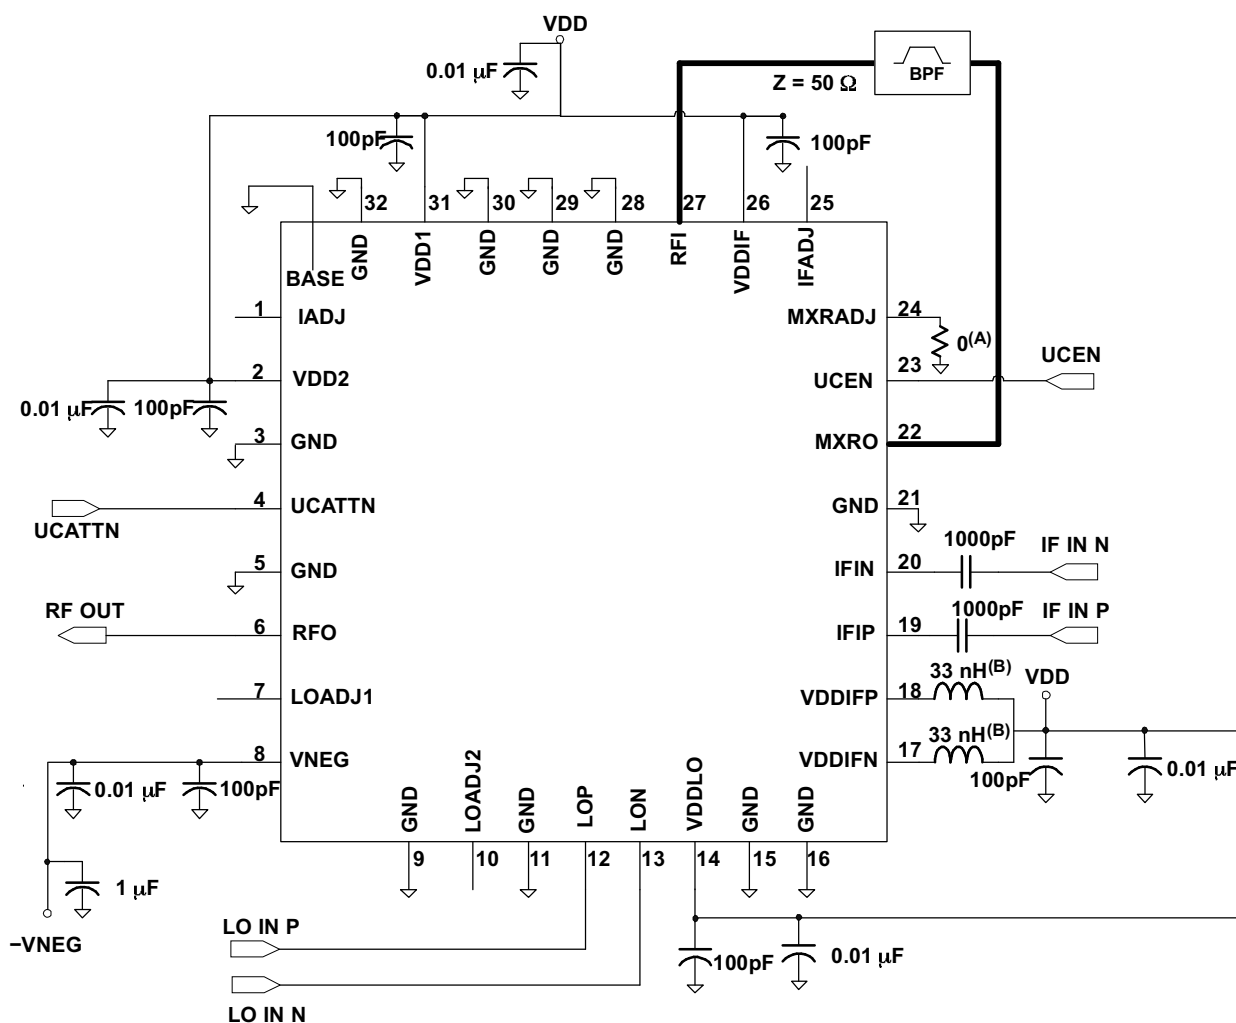 VDD
0.01 µF
Z = 50 Ω
BPF
100pF
100pF
32
31
30
29
28
27
26
25
GND
VDD1
GND
GND
GND
RFI
VDDIF
IFADJ
BASE
1
IADJ
MXRADJ
24
0(A)
2
VDD2
UCEN
23
UCEN
0.01 µF
100pF
3
GND
MXRO
22
4
UCATTN
GND
21
UCATTN
1000pF
IF IN N
5
GND
IFIN
20
RF OUT
1000pF
IF IN P
6
RFO
IFIP
19
33 nH(B)
VDD
7
LOADJ1
VDDIFP
18
33 nH(B)
8
VNEG
VDDIFN
17
0.01 µF
100pF
100pF
0.01 µF
GND
LOADJ2
GND
LOP
LON
VDDLO
GND
GND
9
10
11
12
13
14
15
16
1 µF
−VNEG
LO IN P
100pF
0.01 µF
LO IN N